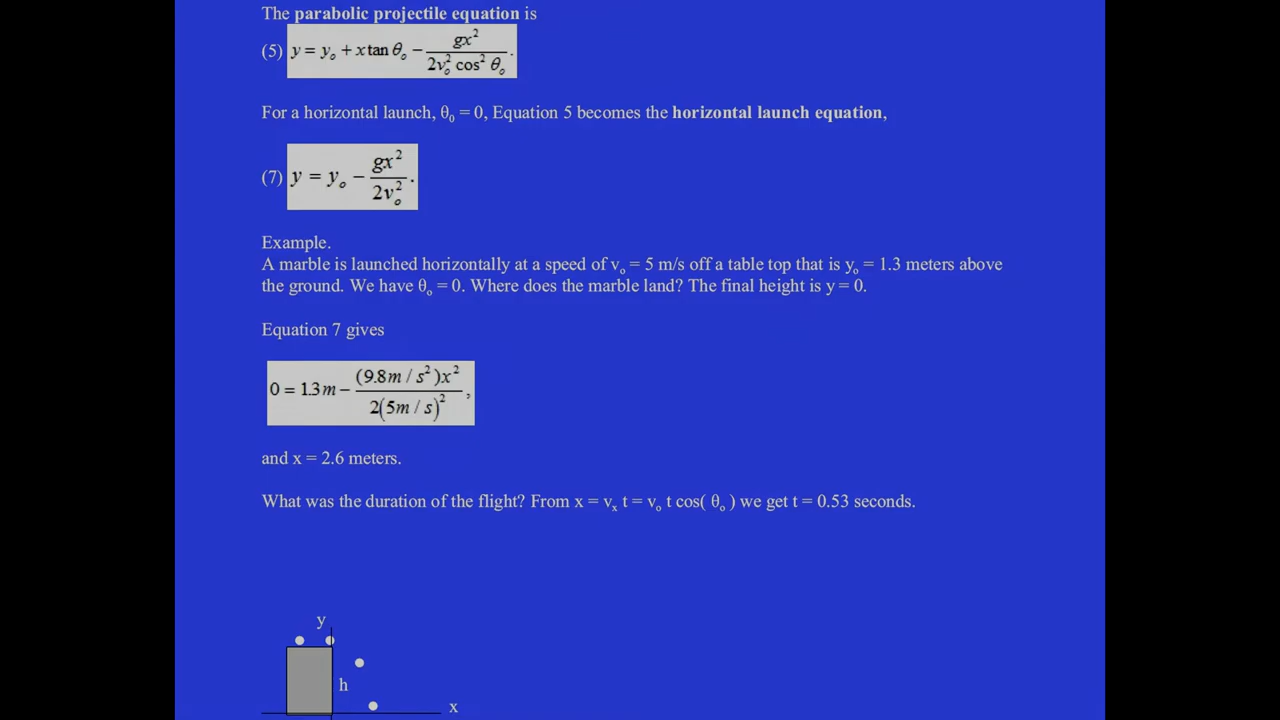 The parabolic projectile equation is
(5) y = y₀ + x tan θ₀ − gx² / 2v₀² cos² θ₀.
For a horizontal launch, θ₀ = 0, Equation 5 becomes the horizontal launch equation,
(7) y = y₀ − gx² / 2v₀².
Example.
A marble is launched horizontally at a speed of v₀ = 5 m/s off a table top that is y₀ = 1.3 meters above
the ground. We have θ₀ = 0. Where does the marble land? The final height is y = 0.
Equation 7 gives
0 = 1.3m − (9.8m / s²)x² / 2(5m / s)²,
and x = 2.6 meters.
What was the duration of the flight? From x = vₓ t = v₀ t cos( θ₀ ) we get t = 0.53 seconds.
y
h
x